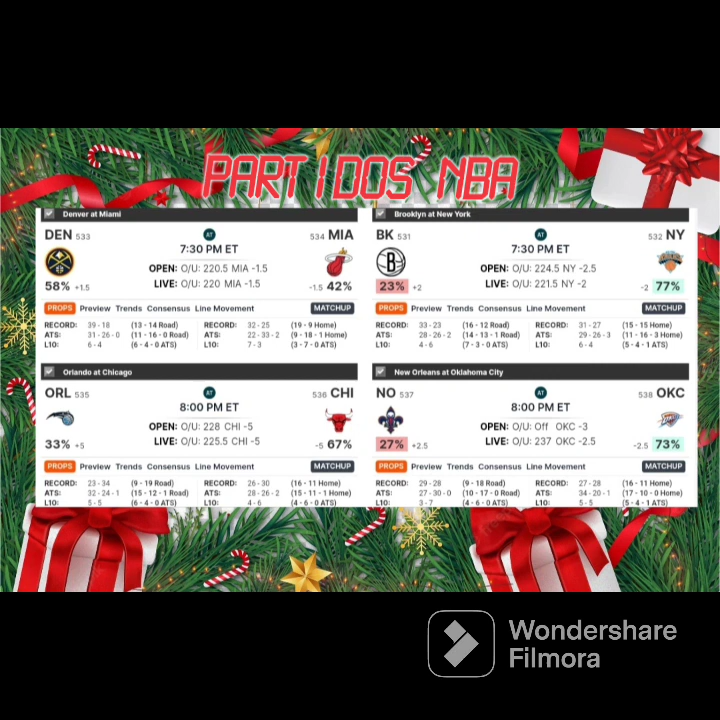 PARTIDOS NBA
Denver at Miami
DEN 533 AT 534 MIA
7:30 PM ET
OPEN: O/U: 220.5 MIA -1.5
LIVE: O/U: 220 MIA -1.5
58% +1.5 -1.5 42%
PROPS Preview Trends Consensus Line Movement MATCHUP
RECORD: 39 - 18 (13 - 14 Road) RECORD: 32 - 25 (19 - 9 Home)
ATS: 31 - 26 - 0 (11 - 16 - 0 Road) ATS: 22 - 33 - 2 (9 - 18 - 1 Home)
L10: 6 - 4 (6 - 4 - 0 ATS) L10: 7 - 3 (3 - 7 - 0 ATS)
Brooklyn at New York
BK 531 AT 532 NY
7:30 PM ET
OPEN: O/U: 224.5 NY -2.5
LIVE: O/U: 221.5 NY -2
23% +2 -2 77%
PROPS Preview Trends Consensus Line Movement MATCHUP
RECORD: 33 - 23 (16 - 12 Road) RECORD: 31 - 27 (15 - 15 Home)
ATS: 28 - 26 - 2 (14 - 13 - 1 Road) ATS: 29 - 26 - 3 (11 - 16 - 3 Home)
L10: 4 - 6 (7 - 3 - 0 ATS) L10: 6 - 4 (5 - 4 - 1 ATS)
Orlando at Chicago
ORL 535 AT 536 CHI
8:00 PM ET
OPEN: O/U: 228 CHI -5
LIVE: O/U: 225.5 CHI -5
33% +5 -5 67%
PROPS Preview Trends Consensus Line Movement MATCHUP
RECORD: 23 - 34 (9 - 19 Road) RECORD: 26 - 30 (16 - 11 Home)
ATS: 32 - 24 - 1 (15 - 12 - 1 Road) ATS: 28 - 26 - 2 (15 - 11 - 1 Home)
L10: 5 - 5 (6 - 4 - 0 ATS) L10: 4 - 6 (4 - 6 - 0 ATS)
New Orleans at Oklahoma City
NO 537 AT 538 OKC
8:00 PM ET
OPEN: O/U: Off OKC -3
LIVE: O/U: 237 OKC -2.5
27% +2.5 -2.5 73%
PROPS Preview Trends Consensus Line Movement MATCHUP
RECORD: 29 - 28 (9 - 18 Road) RECORD: 27 - 28 (16 - 11 Home)
ATS: 27 - 30 - 0 (10 - 17 - 0 Road) ATS: 34 - 20 - 1 (17 - 10 - 0 Home)
L10: 3 - 7 (4 - 6 - 0 ATS) L10: 5 - 5 (5 - 4 - 1 ATS)
Wondershare
Filmora